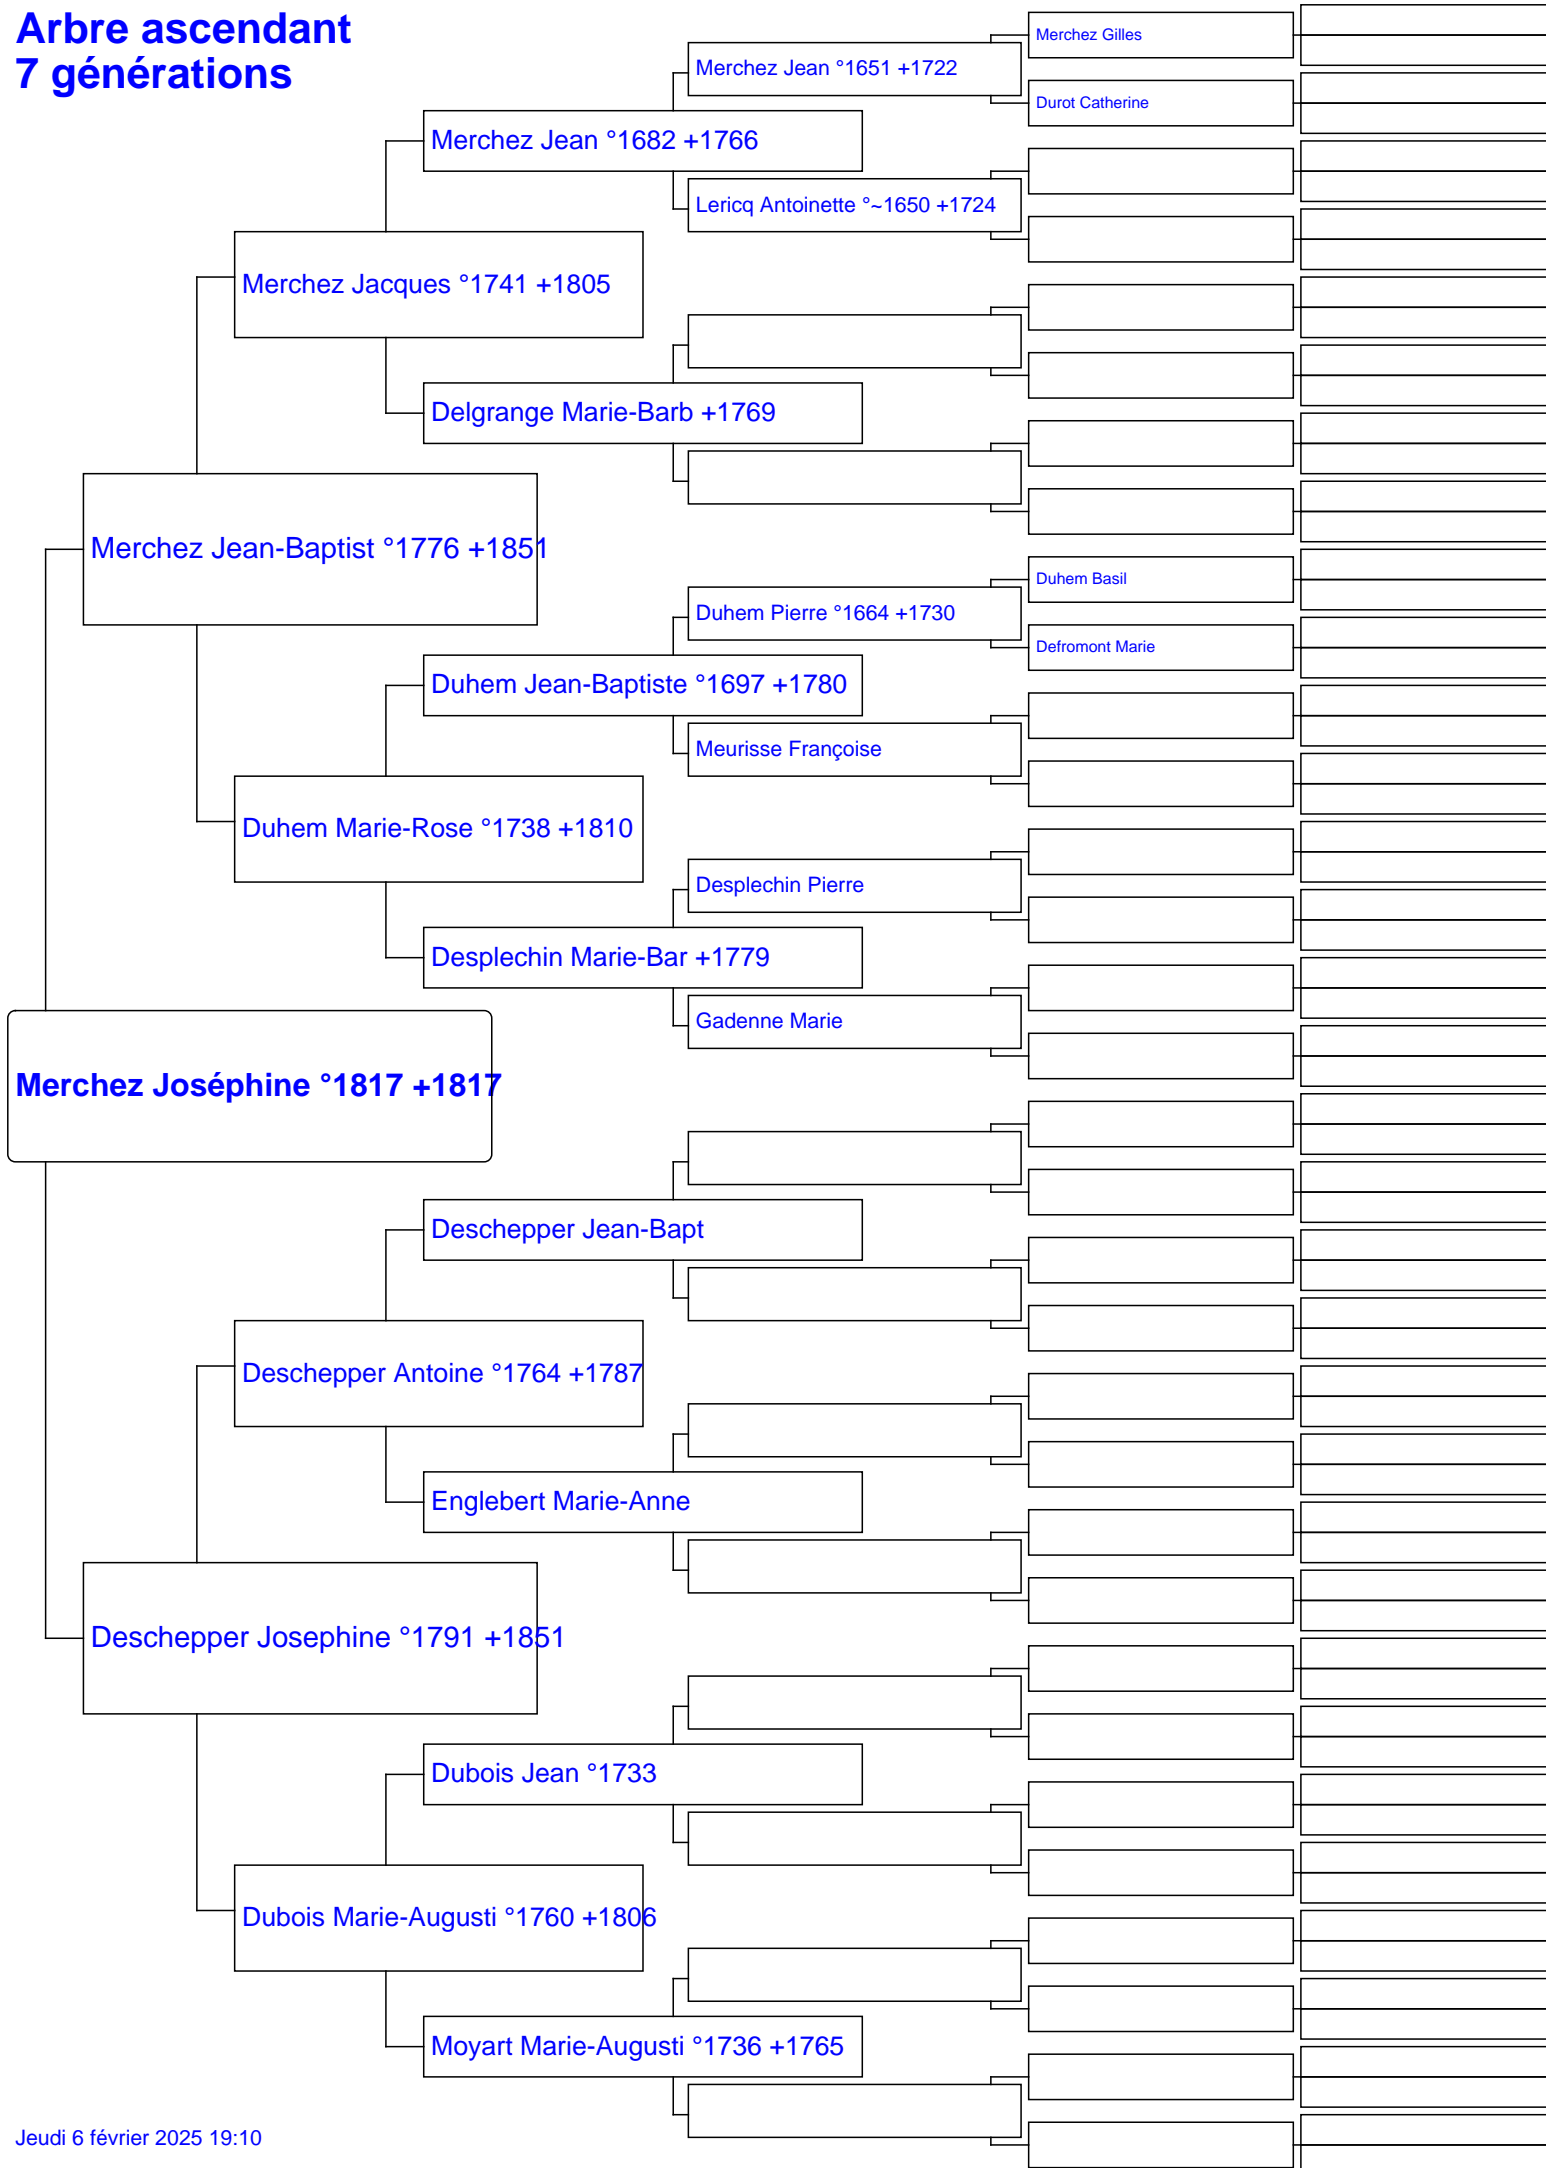 Arbre ascendant
7 générations
Merchez Gilles
Merchez Jean °1651 +1722
Durot Catherine
Merchez Jean °1682 +1766
Lericq Antoinette °~1650 +1724
Merchez Jacques °1741 +1805
Delgrange Marie-Barb +1769
Merchez Jean-Baptist °1776 +1851
Duhem Basil
Duhem Pierre °1664 +1730
Defromont Marie
Duhem Jean-Baptiste °1697 +1780
Meurisse Françoise
Duhem Marie-Rose °1738 +1810
Desplechin Pierre
Desplechin Marie-Bar +1779
Gadenne Marie
Merchez Joséphine °1817 +1817
Deschepper Jean-Bapt
Deschepper Antoine °1764 +1787
Englebert Marie-Anne
Deschepper Josephine °1791 +1851
Dubois Jean °1733
Dubois Marie-Augusti °1760 +1806
Moyart Marie-Augusti °1736 +1765
Jeudi 6 février 2025 19:10